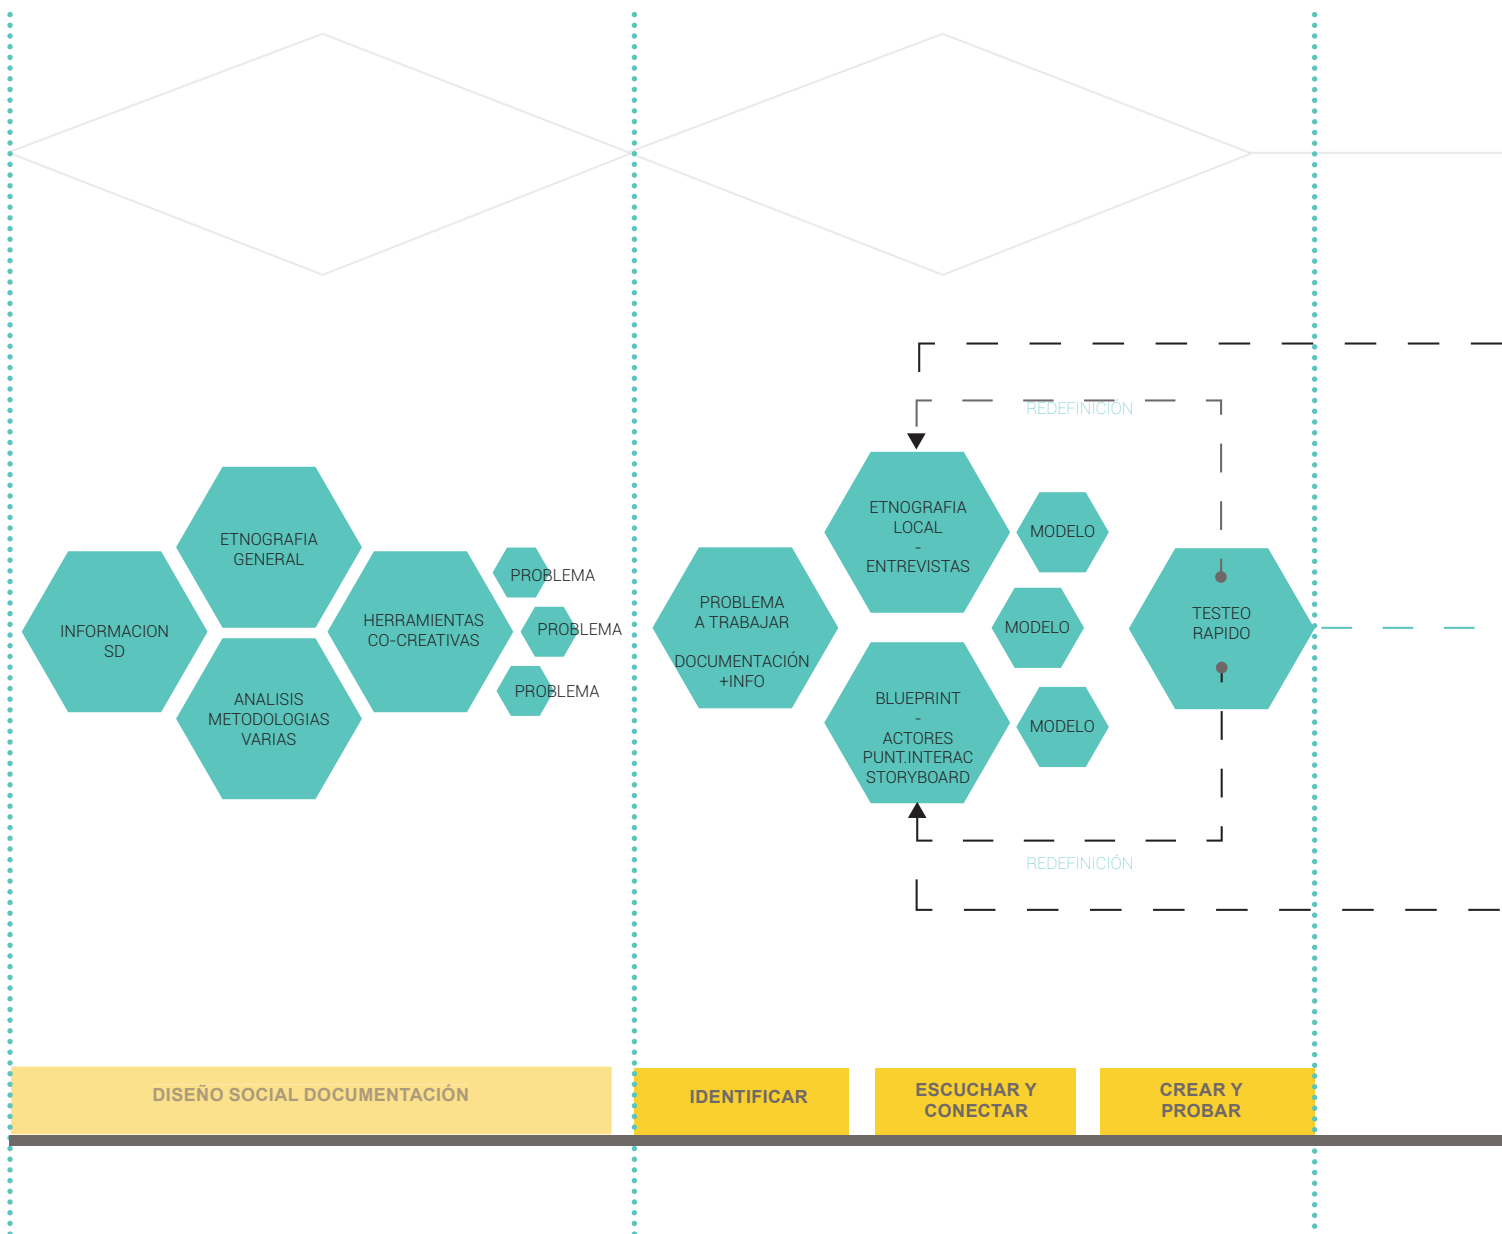 INFORMACION
SD
ETNOGRAFIA
GENERAL
ANALISIS
METODOLOGIAS
VARIAS
HERRAMIENTAS
CO-CREATIVAS
PROBLEMA
PROBLEMA
PROBLEMA
PROBLEMA
A TRABAJAR
DOCUMENTACIÓN
+INFO
REDEFINICIÓN
ETNOGRAFIA
LOCAL
-
ENTREVISTAS
BLUEPRINT
-
ACTORES
PUNT.INTERAC
STORYBOARD
MODELO
MODELO
MODELO
TESTEO
RAPIDO
REDEFINICIÓN
DISEÑO SOCIAL DOCUMENTACIÓN
IDENTIFICAR
ESCUCHAR Y
CONECTAR
CREAR Y
PROBAR